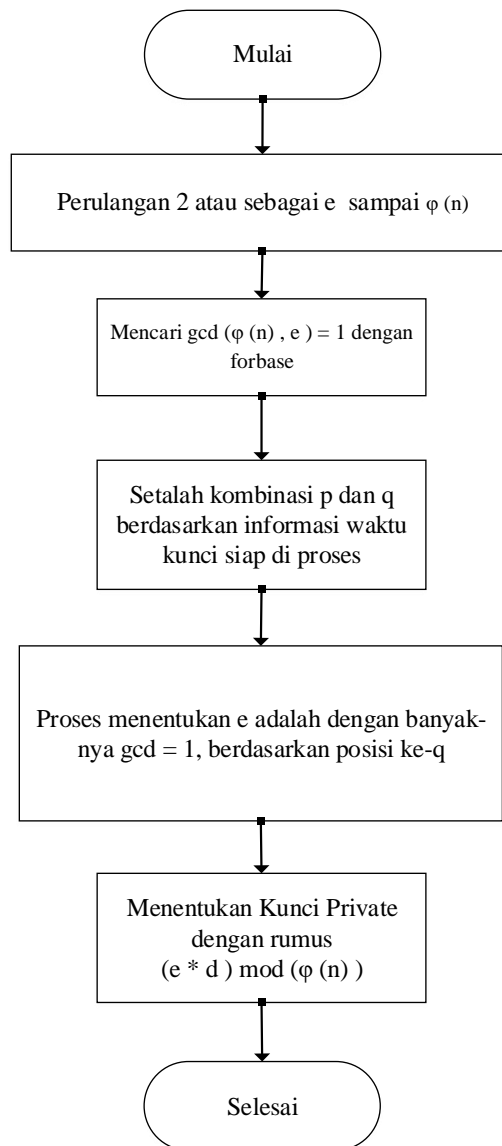 Mulai
Perulangan 2 atau sebagai e sampai φ (n)
Mencari gcd (φ (n) , e ) = 1 dengan
forbase
Setalah kombinasi p dan q
berdasarkan informasi waktu
kunci siap di proses
Proses menentukan e adalah dengan banyak-
nya gcd = 1, berdasarkan posisi ke-q
Menentukan Kunci Private
dengan rumus
(e * d ) mod (φ (n) )
Selesai